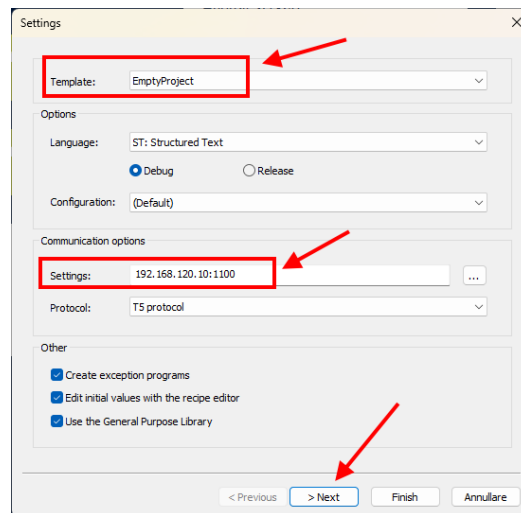 Settings
Template: EmptyProject
Options
Language: ST: Structured Text
Debug Release
Configuration: (Default)
Communication options
Settings: 192.168.120.10:1100 ...
Protocol: T5 protocol
Other
Create exception programs
Edit initial values with the recipe editor
Use the General Purpose Library
< Previous > Next Finish Annullare